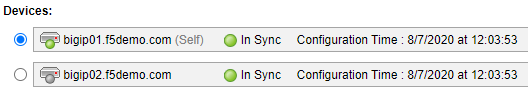 Devices:
bigip01.f5demo.com (Self) In Sync Configuration Time : 8/7/2020 at 12:03:53
bigip02.f5demo.com In Sync Configuration Time : 8/7/2020 at 12:03:53